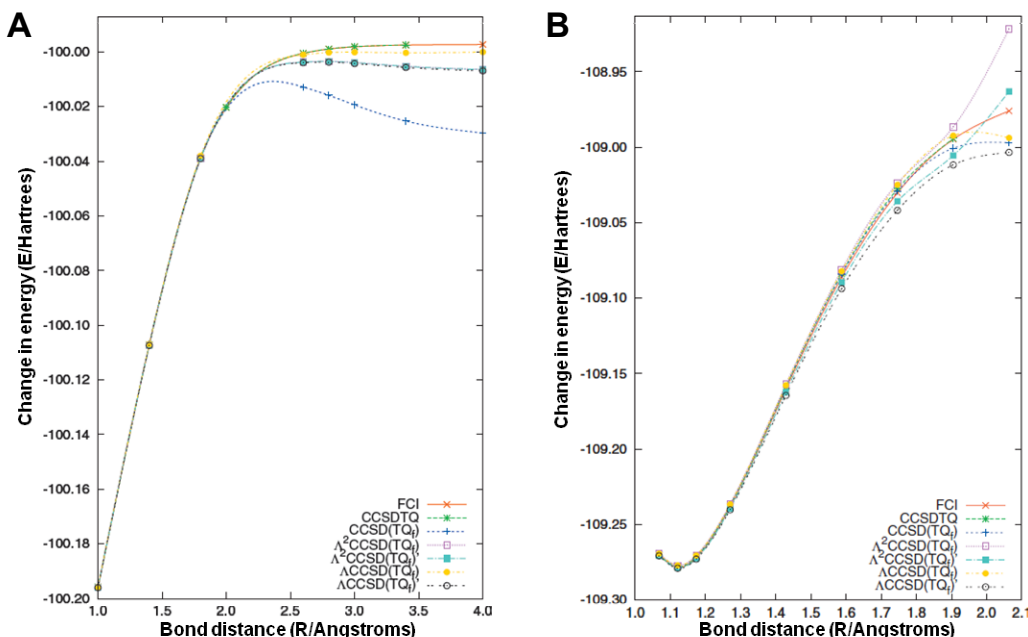 A
Change in energy (E/Hartrees)
-100.00
-100.02
-100.04
-100.06
-100.08
-100.10
-100.12
-100.14
-100.16
-100.18
-100.20
1.0 1.5 2.0 2.5 3.0 3.5 4.0
Bond distance (R/Angstroms)
FCI
CCSDTQ
CCSD(TQf)
Λ²CCSD(TQf)
Λ²CCSD(TQf)'
ΛCCSD(TQf)
ΛCCSD(TQf)'
B
Change in energy (E/Hartrees)
-108.95
-109.00
-109.05
-109.10
-109.15
-109.20
-109.25
-109.30
1.0 1.1 1.2 1.3 1.4 1.5 1.6 1.7 1.8 1.9 2.0 2.1
Bond distance (R/Angstroms)
FCI
CCSDTQ
CCSD(TQf)
Λ²CCSD(TQf)
Λ²CCSD(TQf)'
ΛCCSD(TQf)
ΛCCSD(TQf)'